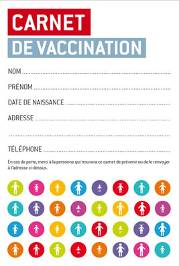 CARNET
DE VACCINATION
NOM
PRÉNOM
DATE DE NAISSANCE
ADRESSE
TÉLÉPHONE
En cas de perte, merci à la personne qui trouvera ce carnet de prévenir ou de le renvoyer
à l'adresse ci-dessus.